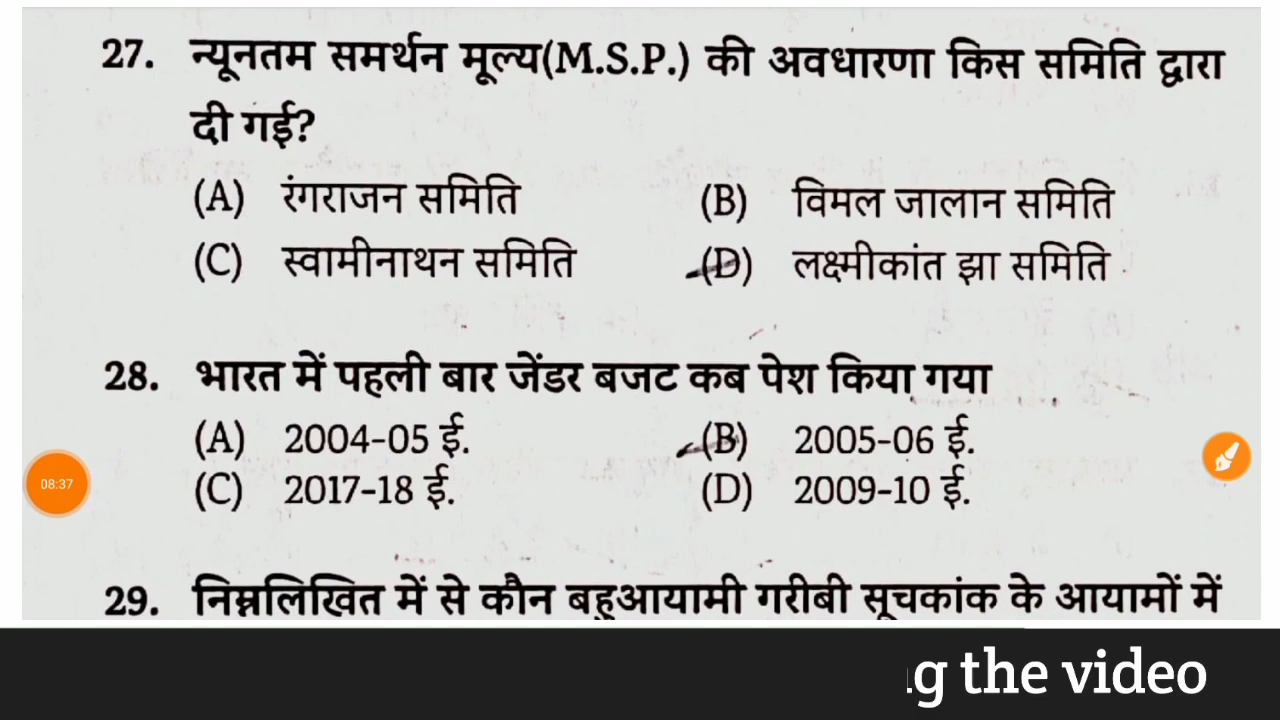 27. न्यूनतम समर्थन मूल्य(M.S.P.) की अवधारणा किस समिति द्वारा
दी गई?
(A) रंगराजन समिति (B) विमल जालान समिति
(C) स्वामीनाथन समिति (D) लक्ष्मीकांत झा समिति
28. भारत में पहली बार जेंडर बजट कब पेश किया गया
(A) 2004-05 ई. (B) 2005-06 ई.
(C) 2017-18 ई. (D) 2009-10 ई.
08:37
29. निम्नलिखित में से कौन बहुआयामी गरीबी सूचकांक के आयामों में
the video